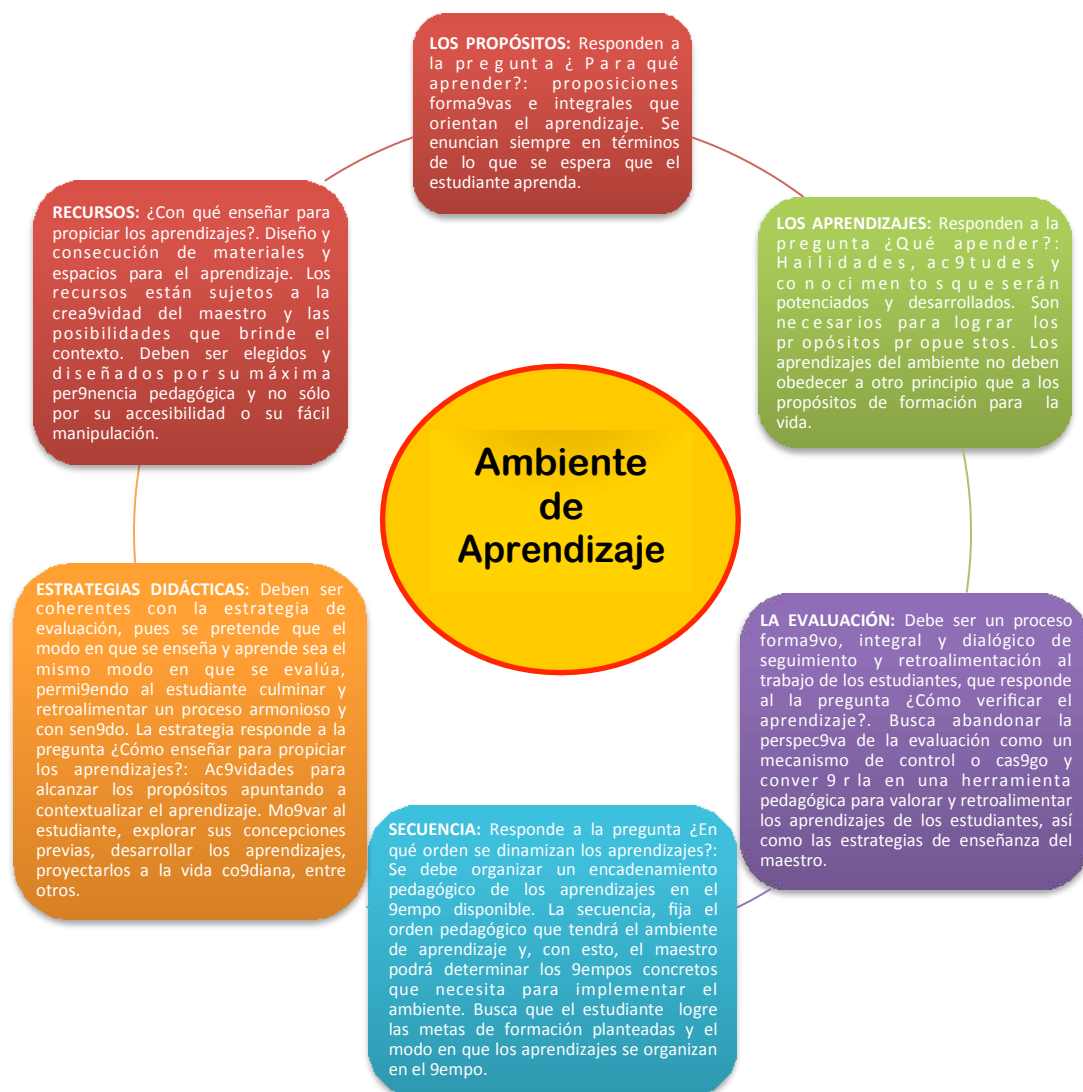 LOS PROPÓSITOS: Responden a
la pregunta ¿ Para qué
aprender?: proposiciones
forma9vas e integrales que
orientan el aprendizaje. Se
enuncian siempre en términos
de lo que se espera que el
estudiante aprenda.
LOS APRENDIZAJES: Responden a la
pregunta ¿Qué apender?:
Hailidades, ac9tudes y
conocimentos que serán
potenciados y desarrollados. Son
necesarios para lograr los
propósitos propuestos. Los
aprendizajes del ambiente no deben
obedecer a otro principio que a los
propósitos de formación para la
vida.
LA EVALUACIÓN: Debe ser un proceso
forma9vo, integral y dialógico de
seguimiento y retroalimentación al
trabajo de los estudiantes, que responde
al la pregunta ¿Cómo verificar el
aprendizaje?. Busca abandonar la
perspec9va de la evaluación como un
mecanismo de control o cas9go y
conver 9 r la en una herramienta
pedagógica para valorar y retroalimentar
los aprendizajes de los estudiantes, así
como las estrategias de enseñanza del
maestro.
SECUENCIA: Responde a la pregunta ¿En
qué orden se dinamizan los aprendizajes?:
Se debe organizar un encadenamiento
pedagógico de los aprendizajes en el
9empo disponible. La secuencia, fija el
orden pedagógico que tendrá el ambiente
de aprendizaje y, con esto, el maestro
podrá determinar los 9empos concretos
que necesita para implementar el
ambiente. Busca que el estudiante logre
las metas de formación planteadas y el
modo en que los aprendizajes se organizan
en el 9empo.
ESTRATEGIAS DIDÁCTICAS: Deben ser
coherentes con la estrategia de
evaluación, pues se pretende que el
modo en que se enseña y aprende sea el
mismo modo en que se evalúa,
permi9endo al estudiante culminar y
retroalimentar un proceso armonioso y
con sen9do. La estrategia responde a la
pregunta ¿Cómo enseñar para propiciar
los aprendizajes?: Ac9vidades para
alcanzar los propósitos apuntando a
contextualizar el aprendizaje. Mo9var al
estudiante, explorar sus concepciones
previas, desarrollar los aprendizajes,
proyectarlos a la vida co9diana, entre
otros.
RECURSOS: ¿Con qué enseñar para
propiciar los aprendizajes?. Diseño y
consecución de materiales y
espacios para el aprendizaje. Los
recursos están sujetos a la
crea9vidad del maestro y las
posibilidades que brinde el
contexto. Deben ser elegidos y
diseñados por su máxima
per9nencia pedagógica y no sólo
por su accesibilidad o su fácil
manipulación.
Ambiente
de
Aprendizaje